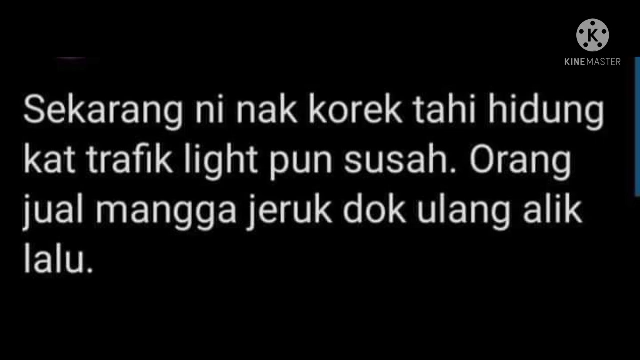 K
KINEMASTER
Sekarang ni nak korek tahi hidung
kat trafik light pun susah. Orang
jual mangga jeruk dok ulang alik
lalu.